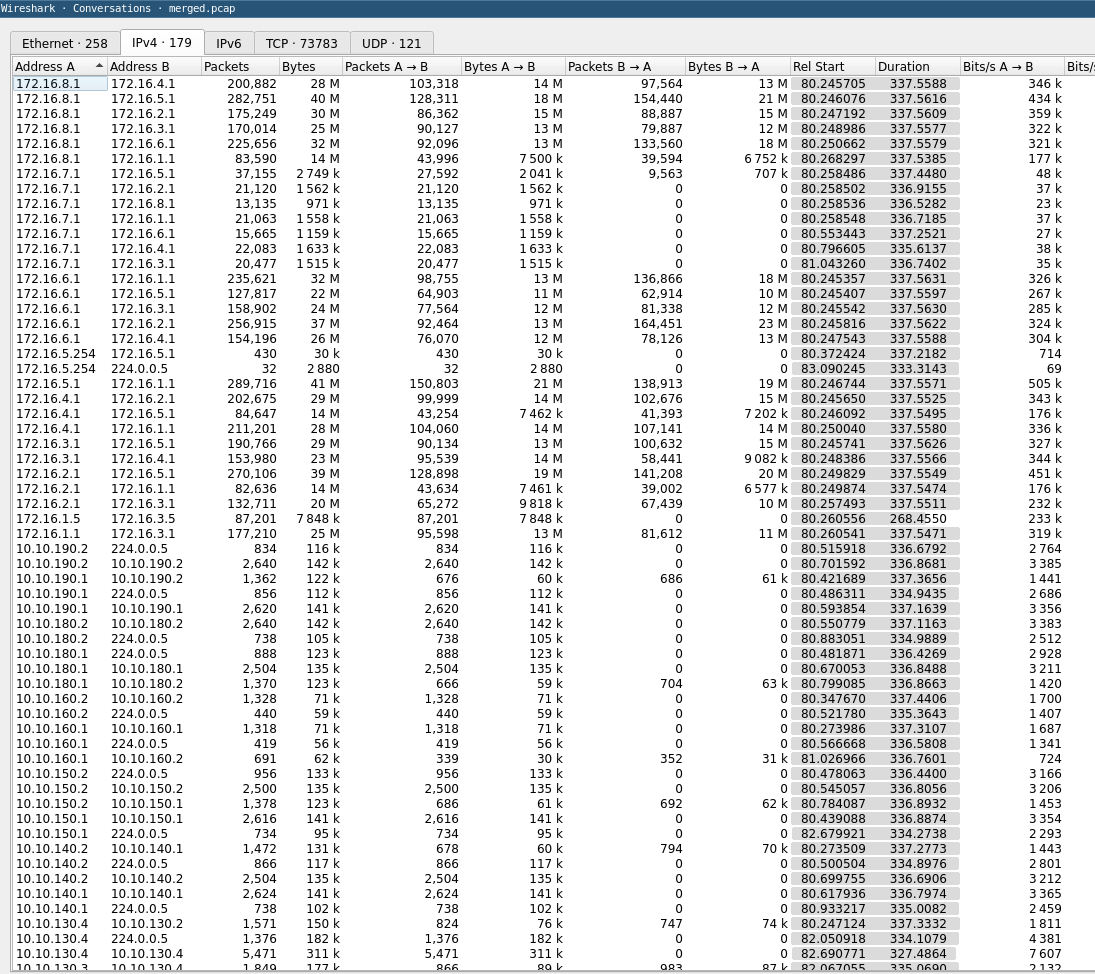 Wireshark · Conversations · merged.pcap
Ethernet · 258 IPv4 · 179 IPv6 TCP · 73783 UDP · 121
Address A Address B Packets Bytes Packets A → B Bytes A → B Packets B → A Bytes B → A Rel Start Duration Bits/s A → B Bits/s
172.16.8.1 172.16.4.1 200,882 28 M 103,318 14 M 97,564 13 M 80.245705 337.5588 346 k
172.16.8.1 172.16.5.1 282,751 40 M 128,311 18 M 154,440 21 M 80.246076 337.5616 434 k
172.16.8.1 172.16.2.1 175,249 30 M 86,362 15 M 88,887 15 M 80.247192 337.5609 359 k
172.16.8.1 172.16.3.1 170,014 25 M 90,127 13 M 79,887 12 M 80.248986 337.5577 322 k
172.16.8.1 172.16.6.1 225,656 32 M 92,096 13 M 133,560 18 M 80.250662 337.5579 321 k
172.16.8.1 172.16.1.1 83,590 14 M 43,996 7 500 k 39,594 6 752 k 80.268297 337.5385 177 k
172.16.7.1 172.16.5.1 37,155 2 749 k 27,592 2 041 k 9,563 707 k 80.258486 337.4480 48 k
172.16.7.1 172.16.2.1 21,120 1 562 k 21,120 1 562 k 0 0 80.258502 336.9155 37 k
172.16.7.1 172.16.8.1 13,135 971 k 13,135 971 k 0 0 80.258536 336.5282 23 k
172.16.7.1 172.16.1.1 21,063 1 558 k 21,063 1 558 k 0 0 80.258548 336.7185 37 k
172.16.7.1 172.16.6.1 15,665 1 159 k 15,665 1 159 k 0 0 80.553443 337.2521 27 k
172.16.7.1 172.16.4.1 22,083 1 633 k 22,083 1 633 k 0 0 80.796605 335.6137 38 k
172.16.7.1 172.16.3.1 20,477 1 515 k 20,477 1 515 k 0 0 81.043260 336.7402 35 k
172.16.6.1 172.16.1.1 235,621 32 M 98,755 13 M 136,866 18 M 80.245357 337.5631 326 k
172.16.6.1 172.16.5.1 127,817 22 M 64,903 11 M 62,914 10 M 80.245407 337.5597 267 k
172.16.6.1 172.16.3.1 158,902 24 M 77,564 12 M 81,338 12 M 80.245542 337.5630 285 k
172.16.6.1 172.16.2.1 256,915 37 M 92,464 13 M 164,451 23 M 80.245816 337.5622 324 k
172.16.6.1 172.16.4.1 154,196 26 M 76,070 12 M 78,126 13 M 80.247543 337.5588 304 k
172.16.5.254 172.16.5.1 430 30 k 430 30 k 0 0 80.372424 337.2182 714
172.16.5.254 224.0.0.5 32 2 880 32 2 880 0 0 83.090245 333.3143 69
172.16.5.1 172.16.1.1 289,716 41 M 150,803 21 M 138,913 19 M 80.246744 337.5571 505 k
172.16.4.1 172.16.2.1 202,675 29 M 99,999 14 M 102,676 15 M 80.245650 337.5525 343 k
172.16.4.1 172.16.5.1 84,647 14 M 43,254 7 462 k 41,393 7 202 k 80.246092 337.5495 176 k
172.16.4.1 172.16.1.1 211,201 28 M 104,060 14 M 107,141 14 M 80.250040 337.5580 336 k
172.16.3.1 172.16.5.1 190,766 29 M 90,134 13 M 100,632 15 M 80.245741 337.5626 327 k
172.16.3.1 172.16.4.1 153,980 23 M 95,539 14 M 58,441 9 082 k 80.248386 337.5566 344 k
172.16.2.1 172.16.5.1 270,106 39 M 128,898 19 M 141,208 20 M 80.249829 337.5549 451 k
172.16.2.1 172.16.1.1 82,636 14 M 43,634 7 461 k 39,002 6 577 k 80.249874 337.5474 176 k
172.16.2.1 172.16.3.1 132,711 20 M 65,272 9 818 k 67,439 10 M 80.257493 337.5511 232 k
172.16.1.5 172.16.3.5 87,201 7 848 k 87,201 7 848 k 0 0 80.260556 268.4550 233 k
172.16.1.1 172.16.3.1 177,210 25 M 95,598 13 M 81,612 11 M 80.260541 337.5471 319 k
10.10.190.2 224.0.0.5 834 116 k 834 116 k 0 0 80.515918 336.6792 2 764
10.10.190.2 10.10.190.2 2,640 142 k 2,640 142 k 0 0 80.701592 336.8681 3 385
10.10.190.1 10.10.190.2 1,362 122 k 676 60 k 686 61 k 80.421689 337.3656 1 441
10.10.190.1 224.0.0.5 856 112 k 856 112 k 0 0 80.486311 334.9435 2 686
10.10.190.1 10.10.190.1 2,620 141 k 2,620 141 k 0 0 80.593854 337.1639 3 356
10.10.180.2 10.10.180.2 2,640 142 k 2,640 142 k 0 0 80.550779 337.1163 3 383
10.10.180.2 224.0.0.5 738 105 k 738 105 k 0 0 80.883051 334.9889 2 512
10.10.180.1 224.0.0.5 888 123 k 888 123 k 0 0 80.481871 336.4269 2 928
10.10.180.1 10.10.180.1 2,504 135 k 2,504 135 k 0 0 80.670053 336.8488 3 211
10.10.180.1 10.10.180.2 1,370 123 k 666 59 k 704 63 k 80.799085 336.8663 1 420
10.10.160.2 10.10.160.2 1,328 71 k 1,328 71 k 0 0 80.347670 337.4406 1 700
10.10.160.2 224.0.0.5 440 59 k 440 59 k 0 0 80.521780 335.3643 1 407
10.10.160.1 10.10.160.1 1,318 71 k 1,318 71 k 0 0 80.273986 337.3107 1 687
10.10.160.1 224.0.0.5 419 56 k 419 56 k 0 0 80.566668 336.5808 1 341
10.10.160.1 10.10.160.2 691 62 k 339 30 k 352 31 k 81.026966 336.7601 724
10.10.150.2 224.0.0.5 956 133 k 956 133 k 0 0 80.478063 336.4400 3 166
10.10.150.2 10.10.150.2 2,500 135 k 2,500 135 k 0 0 80.545057 336.8056 3 206
10.10.150.2 10.10.150.1 1,378 123 k 686 61 k 692 62 k 80.784087 336.8932 1 453
10.10.150.1 10.10.150.1 2,616 141 k 2,616 141 k 0 0 80.439088 336.8874 3 354
10.10.150.1 224.0.0.5 734 95 k 734 95 k 0 0 82.679921 334.2738 2 293
10.10.140.2 10.10.140.1 1,472 131 k 678 60 k 794 70 k 80.273509 337.2773 1 443
10.10.140.2 224.0.0.5 866 117 k 866 117 k 0 0 80.500504 334.8976 2 801
10.10.140.2 10.10.140.2 2,504 135 k 2,504 135 k 0 0 80.699755 336.6906 3 212
10.10.140.1 10.10.140.1 2,624 141 k 2,624 141 k 0 0 80.617936 336.7974 3 365
10.10.140.1 224.0.0.5 738 102 k 738 102 k 0 0 80.933217 335.0082 2 459
10.10.130.4 10.10.130.2 1,571 150 k 824 76 k 747 74 k 80.247124 337.3332 1 811
10.10.130.4 224.0.0.5 1,376 182 k 1,376 182 k 0 0 82.050918 334.1079 4 381
10.10.130.4 10.10.130.4 5,471 311 k 5,471 311 k 0 0 82.690771 327.4864 7 607
10.10.130.3 10.10.130.4 1,849 177 k 866 89 k 983 87 k 82.067055 335.0690 2 132